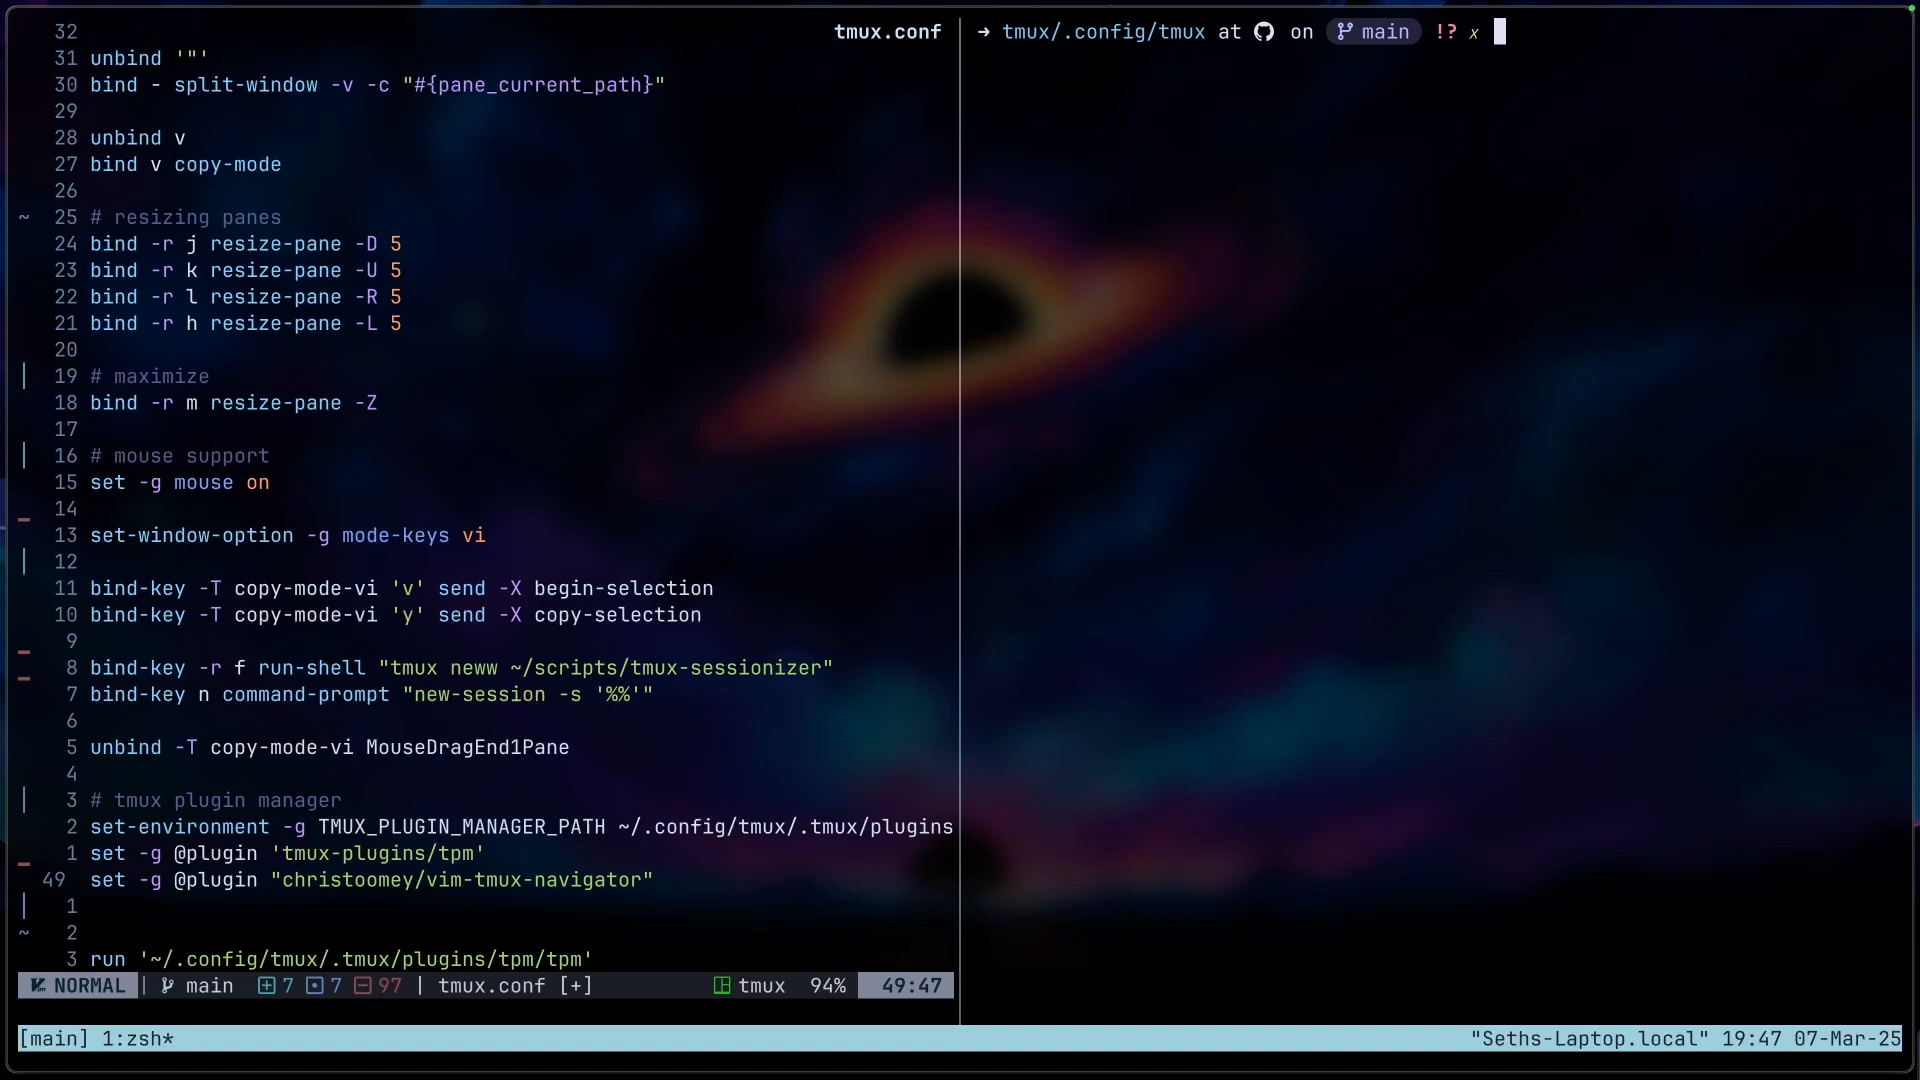 32 tmux.conf
31 unbind '"'
30 bind - split-window -v -c "#{pane_current_path}"
29
28 unbind v
27 bind v copy-mode
26
~ 25 # resizing panes
24 bind -r j resize-pane -D 5
23 bind -r k resize-pane -U 5
22 bind -r l resize-pane -R 5
21 bind -r h resize-pane -L 5
20
19 # maximize
18 bind -r m resize-pane -Z
17
16 # mouse support
15 set -g mouse on
14
13 set-window-option -g mode-keys vi
12
11 bind-key -T copy-mode-vi 'v' send -X begin-selection
10 bind-key -T copy-mode-vi 'y' send -X copy-selection
9
8 bind-key -r f run-shell "tmux neww ~/scripts/tmux-sessionizer"
7 bind-key n command-prompt "new-session -s '%%'"
6
5 unbind -T copy-mode-vi MouseDragEnd1Pane
4
3 # tmux plugin manager
2 set-environment -g TMUX_PLUGIN_MANAGER_PATH ~/.config/tmux/.tmux/plugins
1 set -g @plugin 'tmux-plugins/tpm'
49 set -g @plugin "christoomey/vim-tmux-navigator"
1
~ 2
3 run '~/.config/tmux/.tmux/plugins/tpm/tpm'
NORMAL | main 7 7 97 | tmux.conf [+] tmux 94% 49:47
➜ tmux/.config/tmux at on main !? x
[main] 1:zsh* "Seths-Laptop.local" 19:47 07-Mar-25